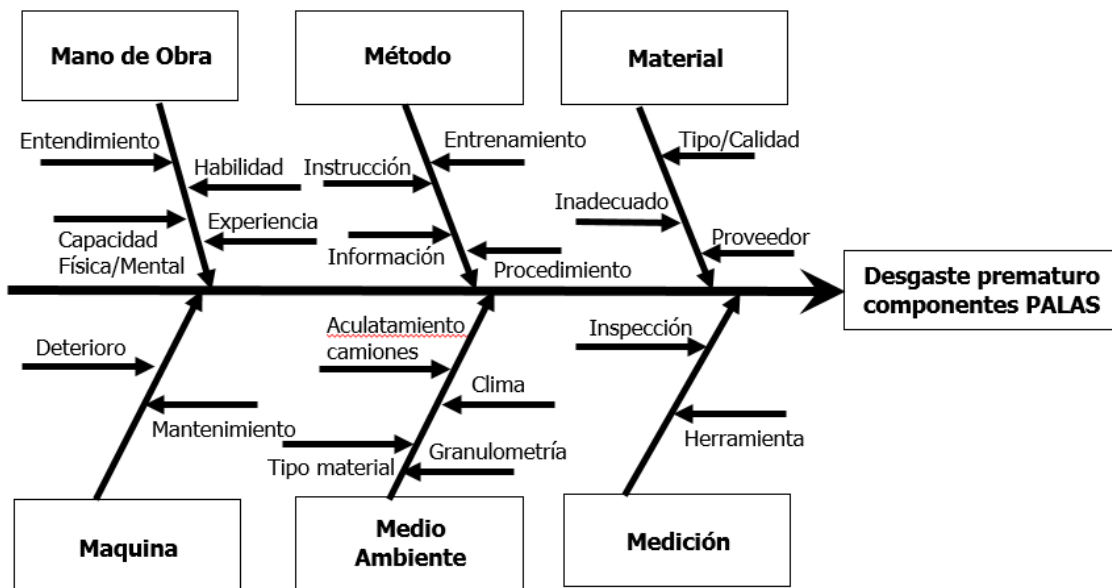 Mano de Obra
Método
Material
Entendimiento
Habilidad
Capacidad
Física/Mental
Experiencia
Entrenamiento
Instrucción
Información
Procedimiento
Tipo/Calidad
Inadecuado
Proveedor
Desgaste prematuro
componentes PALAS
Deterioro
Mantenimiento
Aculatamiento
camiones
Clima
Tipo material
Granulometría
Inspección
Herramienta
Maquina
Medio
Ambiente
Medición